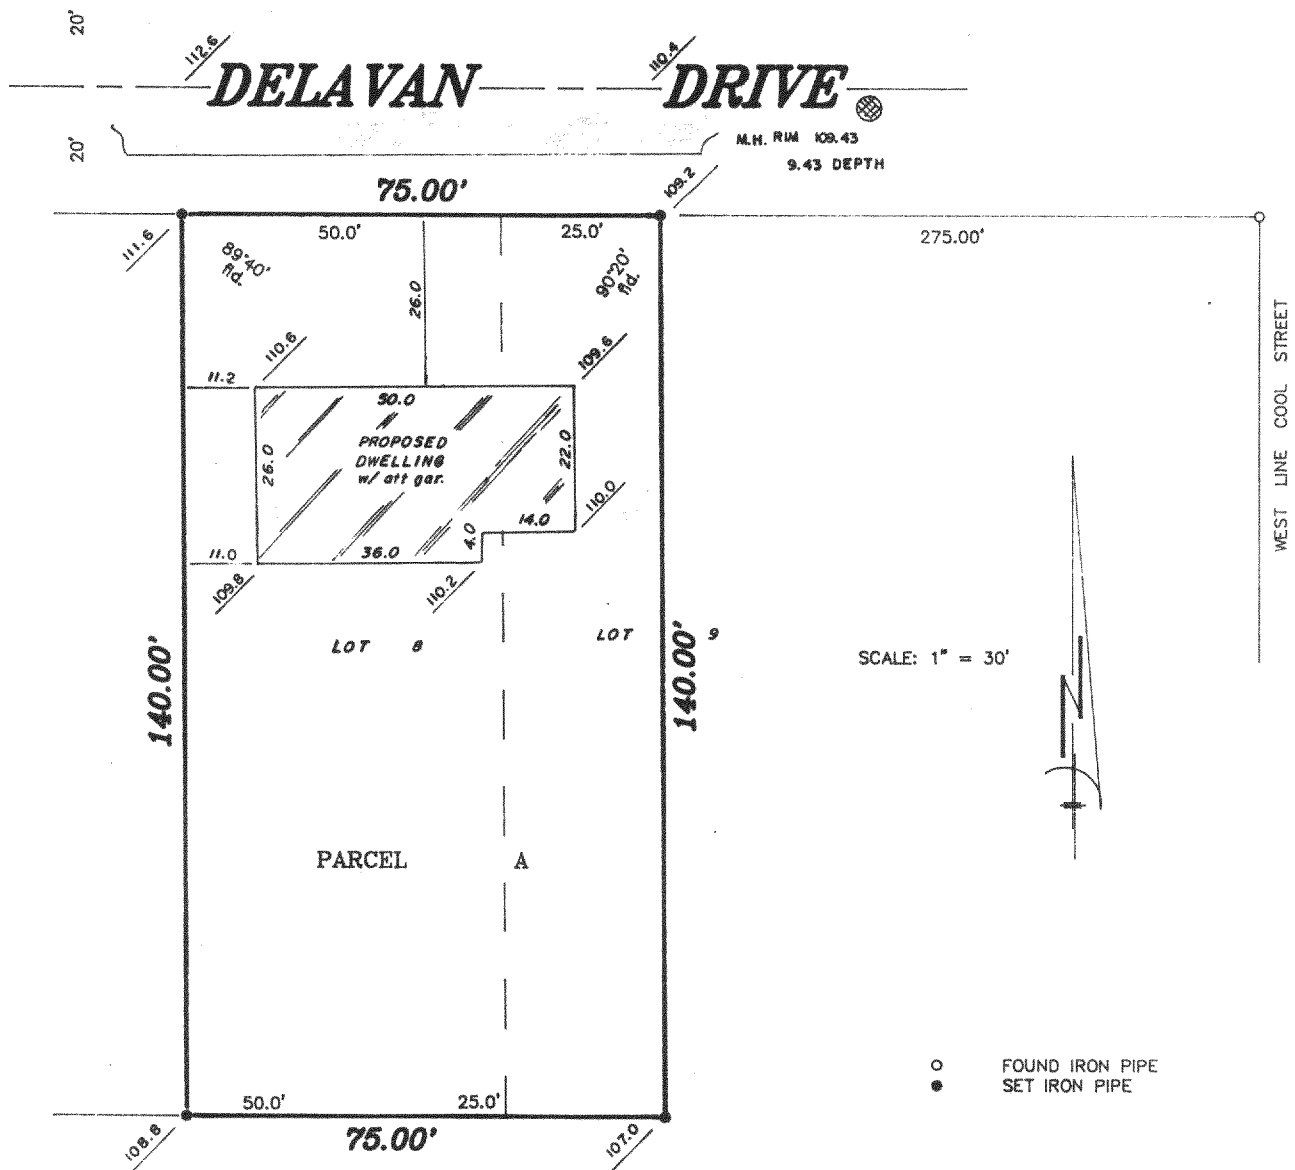 20'
112.6
110.4
DELAVAN DRIVE
M.H. RIM 109.43
9.43 DEPTH
20'
109.2
75.00'
50.0' 25.0'
275.00'
111.6
89°40'
fld.
90°20'
fld.
26.0
110.6
109.6
11.2
50.0
26.0
PROPOSED
DWELLING
w/ att gar.
22.0
110.0
14.0
4.0
11.0
36.0
109.8
110.2
WEST LINE COOL STREET
LOT 8
LOT 9
140.00'
140.00'
SCALE: 1" = 30'
N
PARCEL A
FOUND IRON PIPE
SET IRON PIPE
50.0' 25.0'
75.00'
108.8
107.0